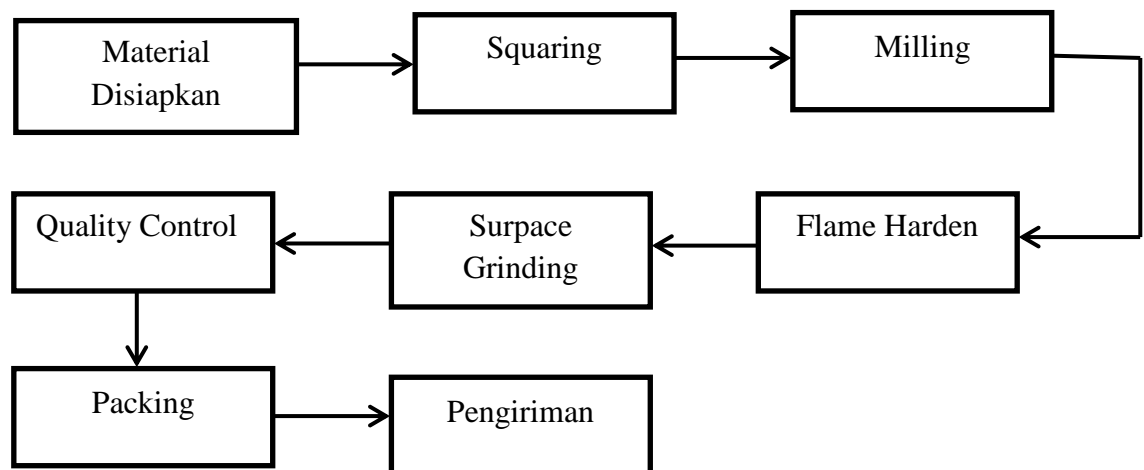 Material
Disiapkan
Squaring
Milling
Quality Control
Surpace
Grinding
Flame Harden
Packing
Pengiriman